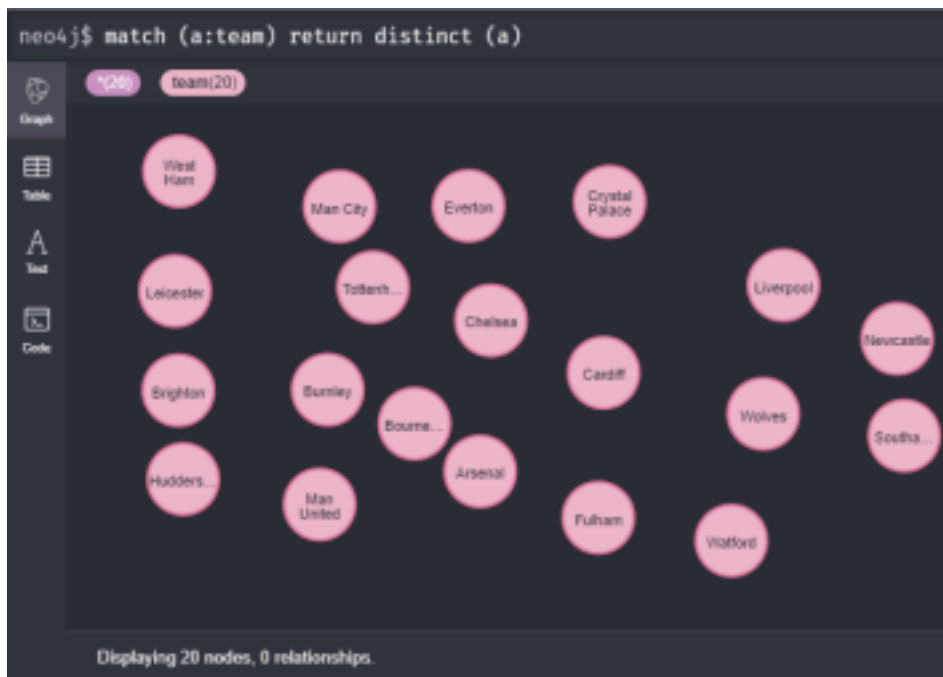 neo4j$ match (a:team) return distinct (a)
*(20) team(20)
Graph
Table
Text
Code
West
Ham
Man City
Everton
Crystal
Palace
Leicester
Tottenh...
Chelsea
Liverpool
Newcastle
Brighton
Burnley
Bourne...
Cardiff
Wolves
Southa...
Hudders...
Man
United
Arsenal
Fulham
Watford
Displaying 20 nodes, 0 relationships.